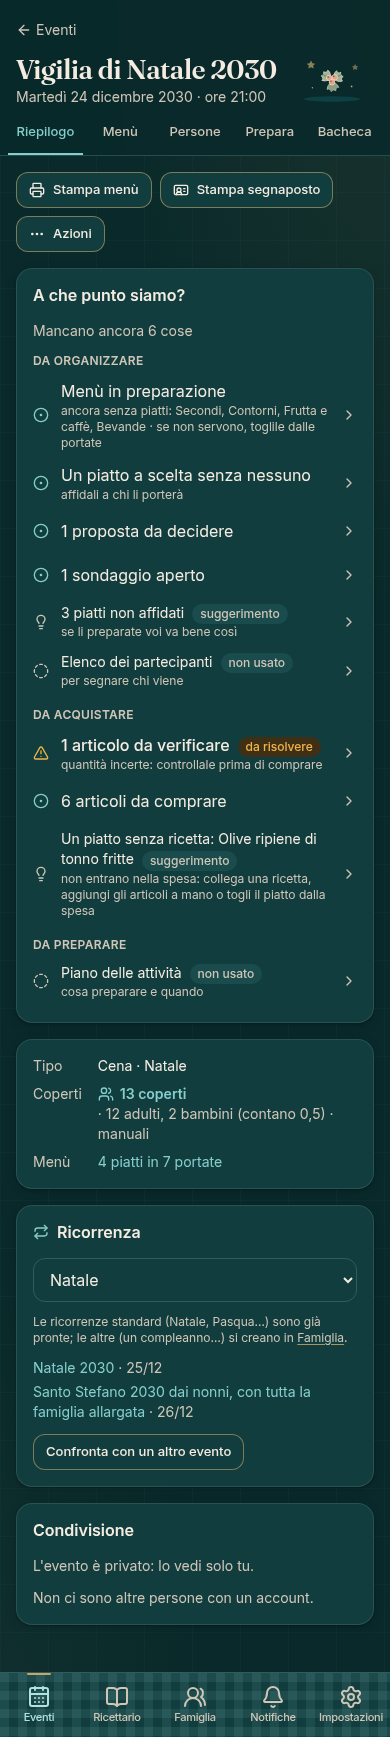 Eventi
Vigilia di Natale 2030
Martedì 24 dicembre 2030 · ore 21:00
Riepilogo Menù Persone Prepara Bacheca
Stampa menù Stampa segnaposto
Azioni
A che punto siamo?
Mancano ancora 6 cose
DA ORGANIZZARE
Menù in preparazione
ancora senza piatti: Secondi, Contorni, Frutta e
caffè, Bevande · se non servono, toglile dalle
portate
Un piatto a scelta senza nessuno
affidali a chi li porterà
1 proposta da decidere
1 sondaggio aperto
3 piatti non affidati suggerimento
se li preparate voi va bene così
Elenco dei partecipanti non usato
per segnare chi viene
DA ACQUISTARE
1 articolo da verificare da risolvere
quantità incerte: controllale prima di comprare
6 articoli da comprare
Un piatto senza ricetta: Olive ripiene di
tonno fritte suggerimento
non entrano nella spesa: collega una ricetta,
aggiungi gli articoli a mano o togli il piatto dalla
spesa
DA PREPARARE
Piano delle attività non usato
cosa preparare e quando
Tipo Cena · Natale
Coperti 13 coperti
· 12 adulti, 2 bambini (contano 0,5) ·
manuali
Menù 4 piatti in 7 portate
Ricorrenza
Natale
Le ricorrenze standard (Natale, Pasqua…) sono già
pronte; le altre (un compleanno…) si creano in Famiglia.
Natale 2030 · 25/12
Santo Stefano 2030 dai nonni, con tutta la
famiglia allargata · 26/12
Confronta con un altro evento
Condivisione
L'evento è privato: lo vedi solo tu.
Non ci sono altre persone con un account.
Eventi Ricettario Famiglia Notifiche Impostazioni